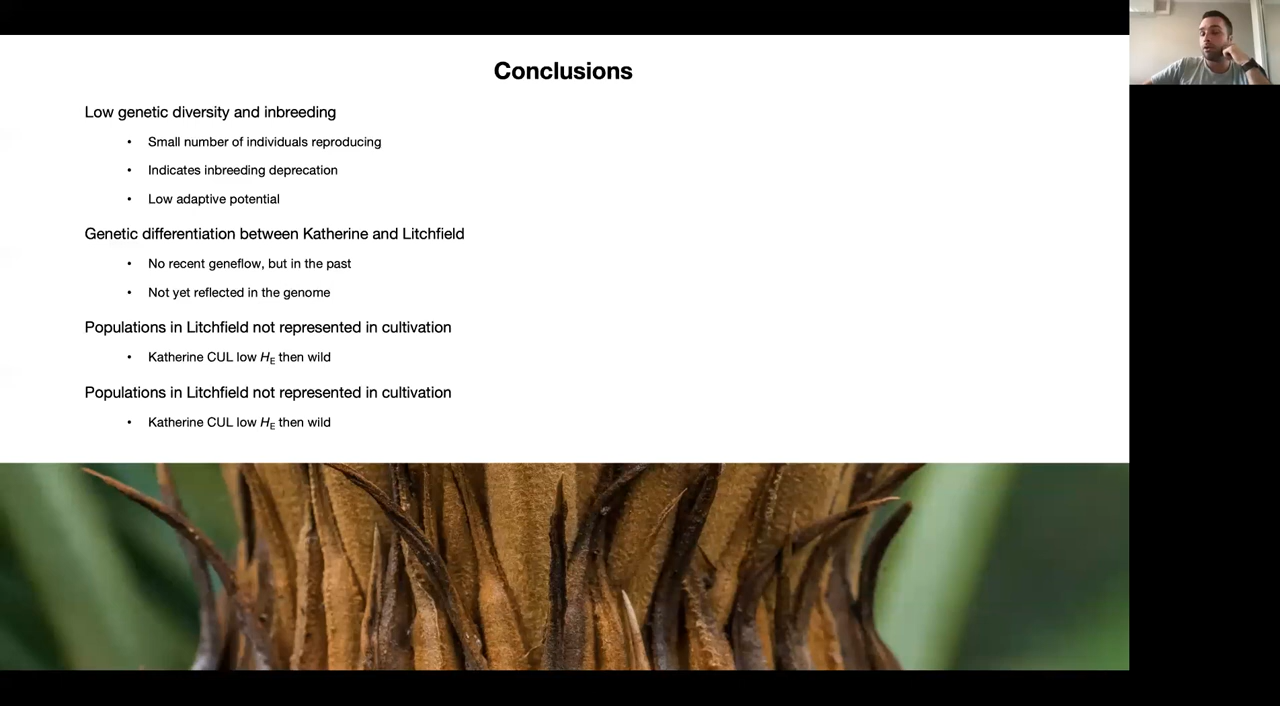 Conclusions
Low genetic diversity and inbreeding
• Small number of individuals reproducing
• Indicates inbreeding deprecation
• Low adaptive potential
Genetic differentiation between Katherine and Litchfield
• No recent geneflow, but in the past
• Not yet reflected in the genome
Populations in Litchfield not represented in cultivation
• Katherine CUL low HE then wild
Populations in Litchfield not represented in cultivation
• Katherine CUL low HE then wild